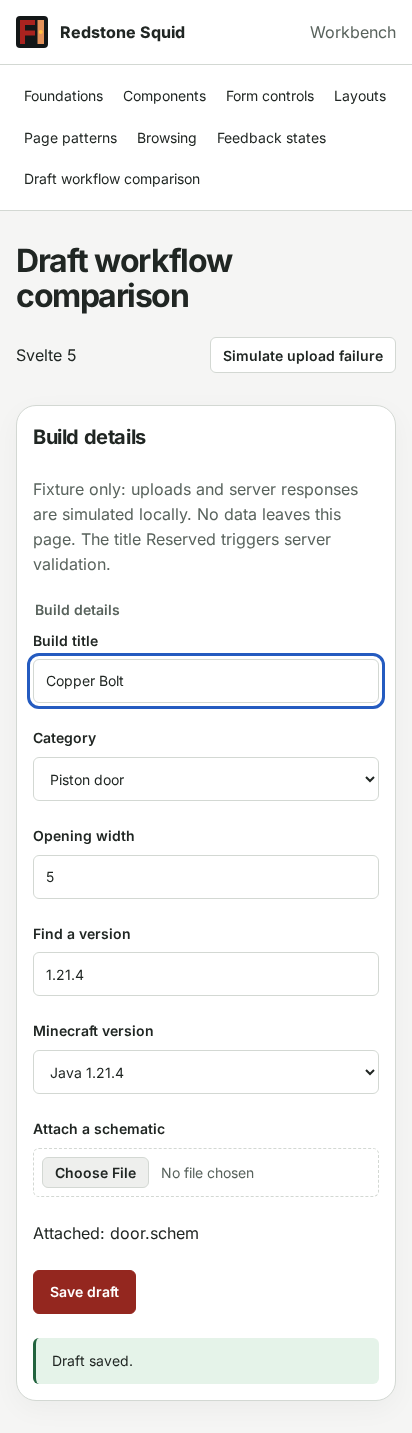 Redstone Squid
Workbench
Foundations Components Form controls Layouts
Page patterns Browsing Feedback states
Draft workflow comparison
Draft workflow
comparison
Svelte 5
Simulate upload failure
Build details
Fixture only: uploads and server responses
are simulated locally. No data leaves this
page. The title Reserved triggers server
validation.
Build details
Build title
Copper Bolt
Category
Piston door
Opening width
5
Find a version
1.21.4
Minecraft version
Java 1.21.4
Attach a schematic
Choose File No file chosen
Attached: door.schem
Save draft
Draft saved.